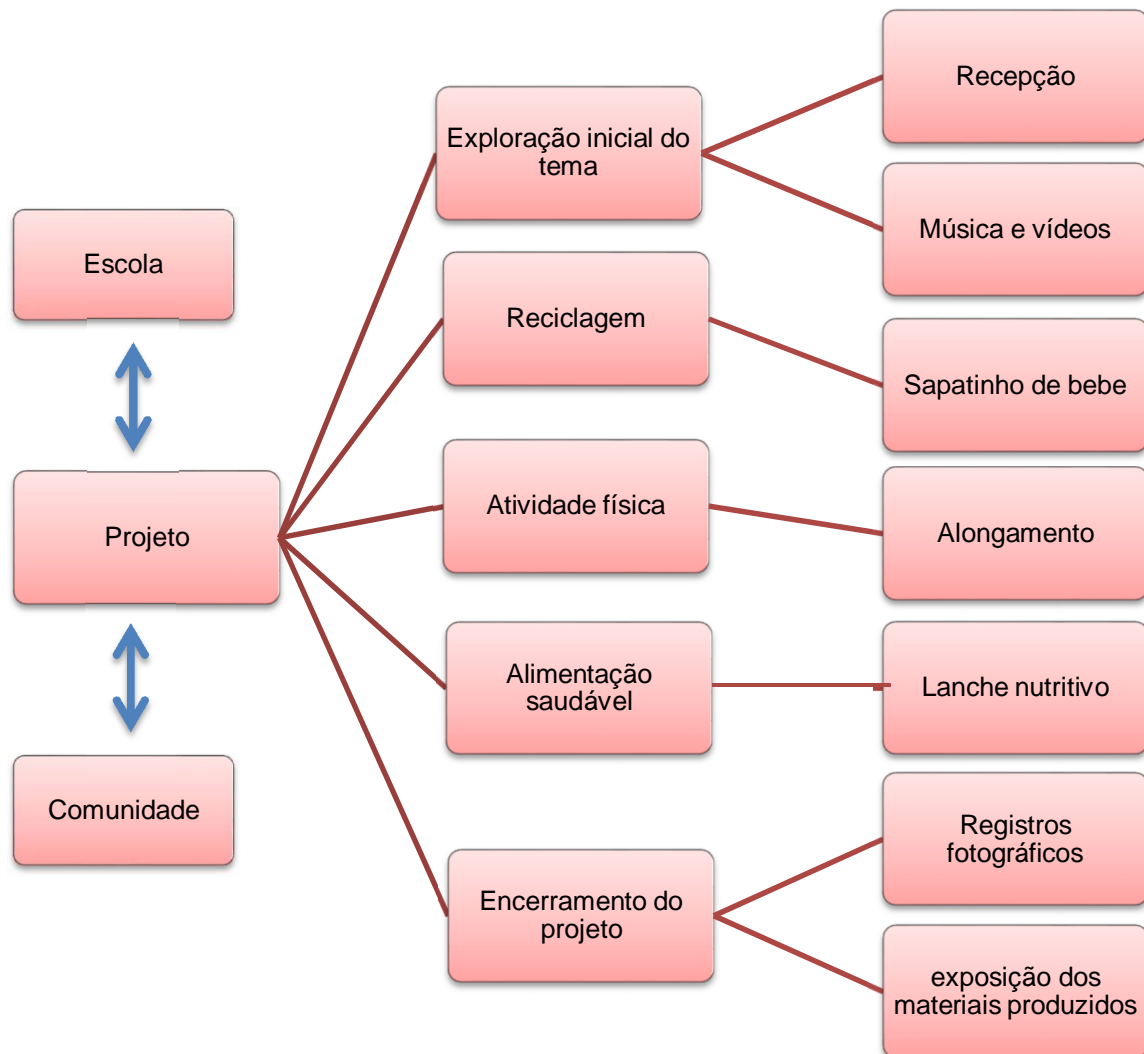 Escola
Projeto
Comunidade
Exploração inicial do
tema
Reciclagem
Atividade física
Alimentação
saudável
Encerramento do
projeto
Recepção
Música e vídeos
Sapatinho de bebe
Alongamento
Lanche nutritivo
Registros
fotográficos
exposição dos
materiais produzidos